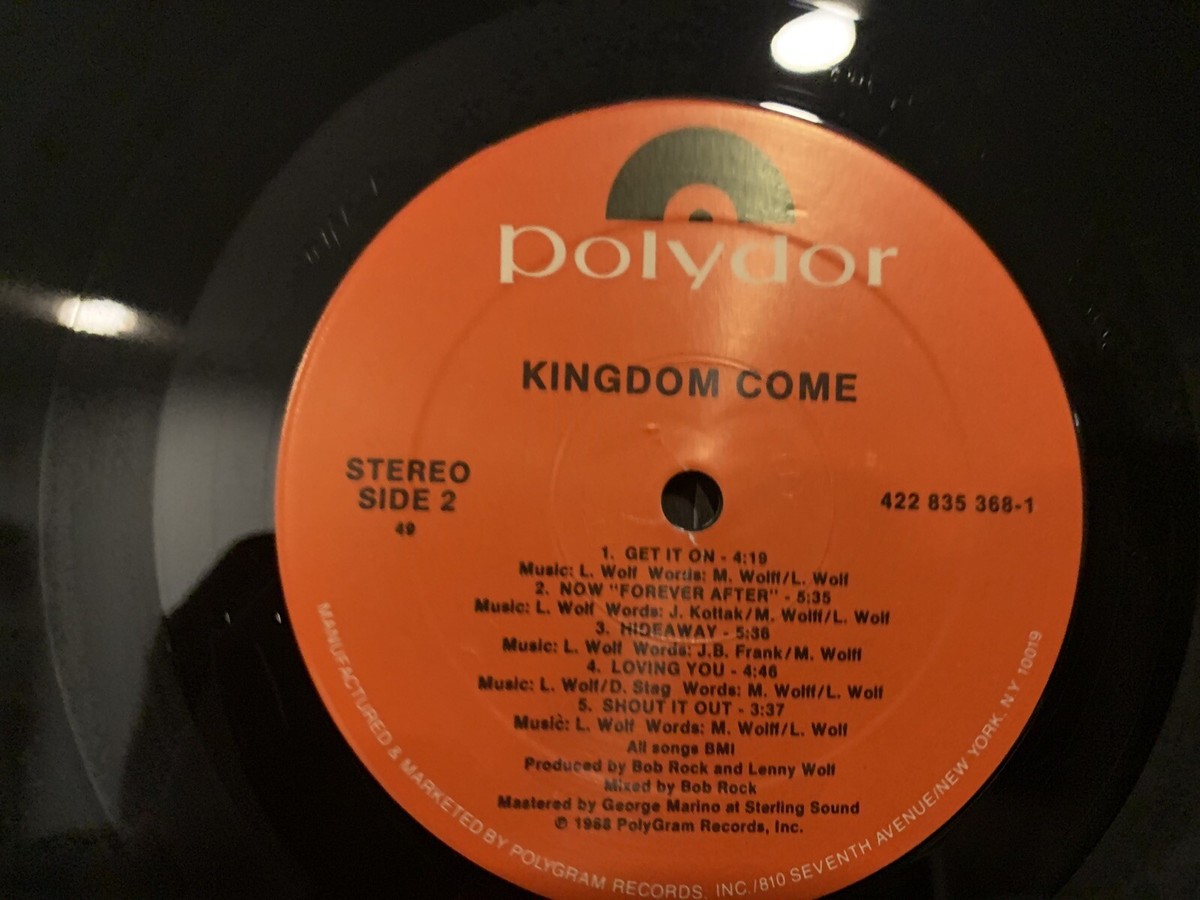 polydor
KINGDOM COME
STEREO
SIDE 2
49
422 835 368-1
1. GET IT ON - 4:19
Music: L. Wolf Words: M. Wolff/L. Wolf
2. NOW "FOREVER AFTER" - 5:35
Music: L. Wolf Words: J. Kottak/M. Wolff/L. Wolf
3. HIDEAWAY - 5:36
Music: L. Wolf Words: J.B. Frank/M. Wolff
4. LOVING YOU - 4:46
Music: L. Wolf/D. Stag Words: M. Wolff/L. Wolf
5. SHOUT IT OUT - 3:37
Music: L. Wolf Words: M. Wolff/L. Wolf
All songs BMI
Produced by Bob Rock and Lenny Wolf
Mixed by Bob Rock
Mastered by George Marino at Sterling Sound
℗ 1988 PolyGram Records, Inc.
MANUFACTURED & MARKETED BY POLYGRAM RECORDS, INC./810 SEVENTH AVENUE/NEW YORK, NY 10019